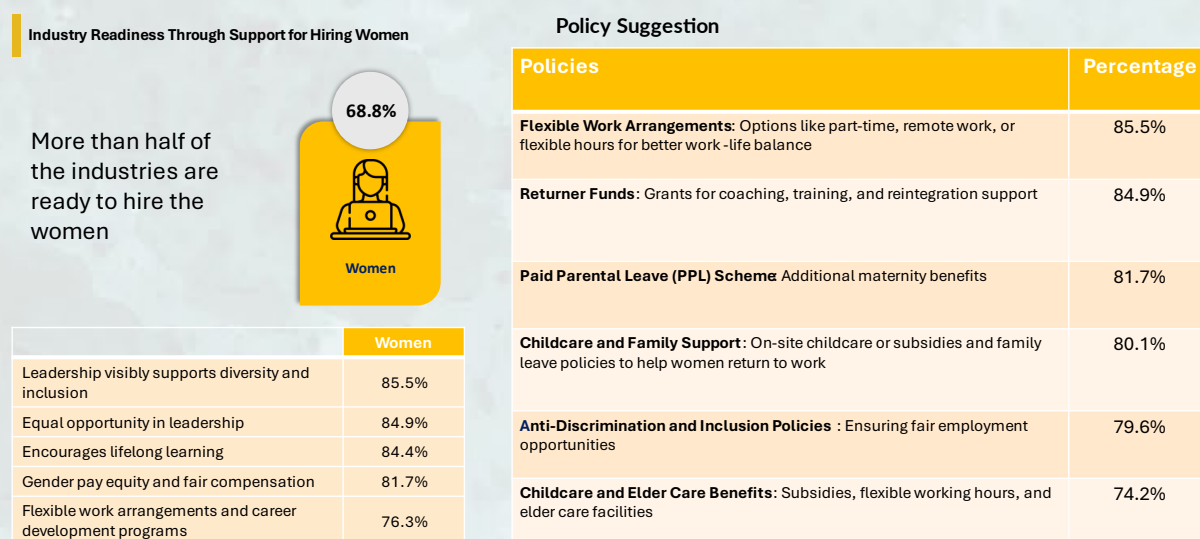 Industry Readiness Through Support for Hiring Women
68.8%
More than half of
the industries are
ready to hire the
women
Women
Women
Leadership visibly supports diversity and
inclusion
85.5%
Equal opportunity in leadership 84.9%
Encourages lifelong learning 84.4%
Gender pay equity and fair compensation 81.7%
Flexible work arrangements and career
development programs
76.3%
Policy Suggestion
Policies Percentage
Flexible Work Arrangements: Options like part-time, remote work, or
flexible hours for better work -life balance
85.5%
Returner Funds: Grants for coaching, training, and reintegration support 84.9%
Paid Parental Leave (PPL) Scheme: Additional maternity benefits 81.7%
Childcare and Family Support: On-site childcare or subsidies and family
leave policies to help women return to work
80.1%
Anti-Discrimination and Inclusion Policies : Ensuring fair employment
opportunities
79.6%
Childcare and Elder Care Benefits: Subsidies, flexible working hours, and
elder care facilities
74.2%